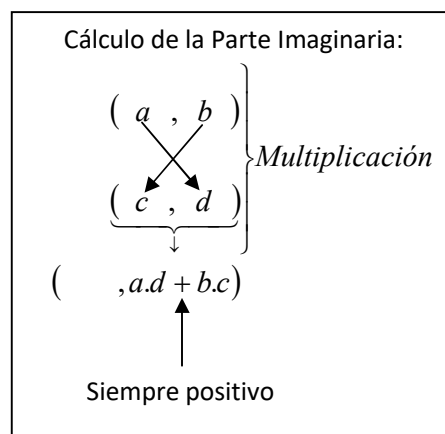 Cálculo de la Parte Imaginaria:
( a , b )
Multiplicación
( c , d )
↓
( , a.d + b.c)
Siempre positivo